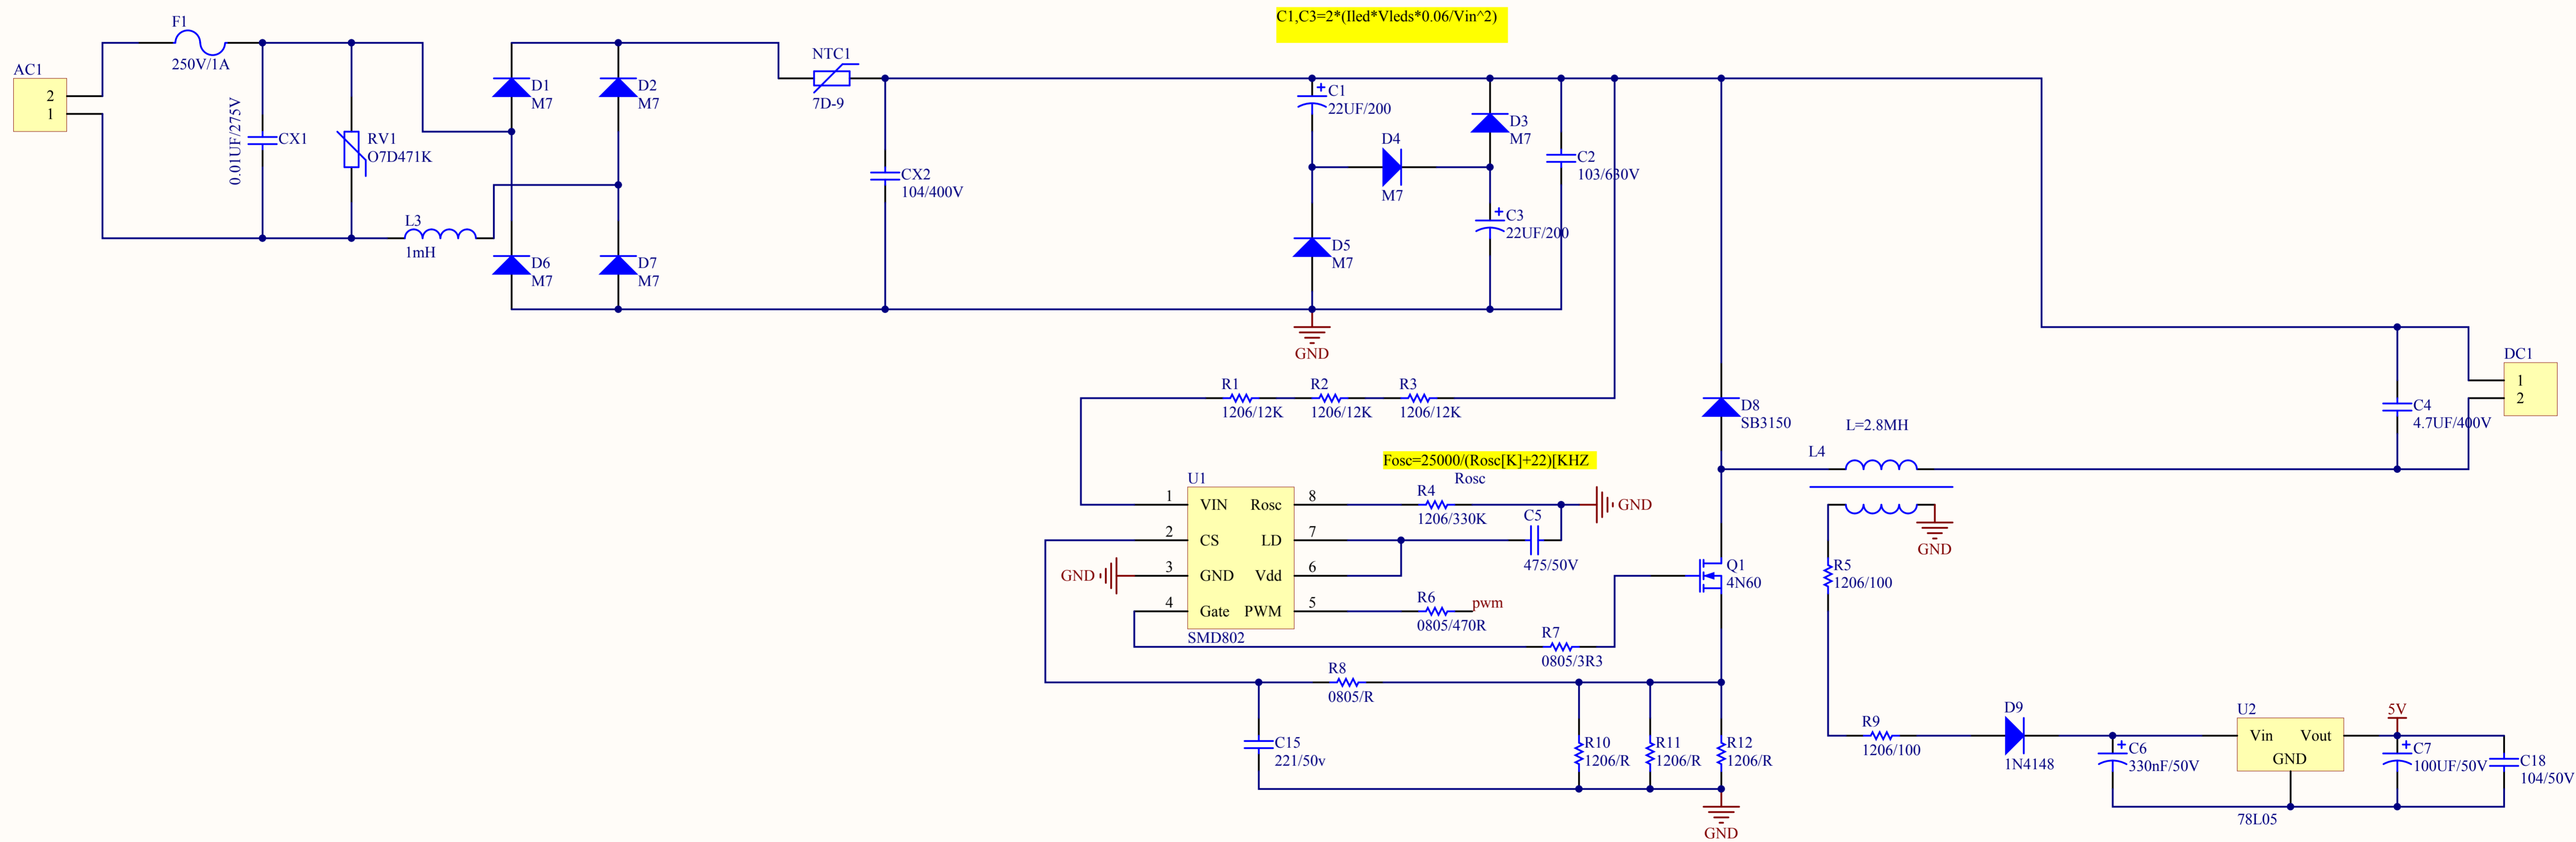 C1,C3=2*(Iled*Vleds*0.06/Vin^2)
F1
250V/1A
AC1
2
1
0.01UF/275V
CX1
RV1
O7D471K
L3
1mH
D1
M7
D2
M7
D6
M7
D7
M7
NTC1
7D-9
CX2
104/400V
C1
22UF/200
D4
M7
D3
M7
C2
103/630V
C3
22UF/200
D5
M7
GND
R1
1206/12K
R2
1206/12K
R3
1206/12K
D8
SB3150
L=2.8MH
L4
GND
C4
4.7UF/400V
DC1
1
2
Fosc=25000/(Rosc[K]+22)[KHZ
Rosc
U1
1 VIN Rosc 8
2 CS LD 7
3 GND Vdd 6
4 Gate PWM 5
SMD802
GND
R4
1206/330K
GND
C5
475/50V
R6
0805/470R
pwm
R7
0805/3R3
Q1
4N60
R5
1206/100
R8
0805/R
C15
221/50v
R10
1206/R
R11
1206/R
R12
1206/R
GND
R9
1206/100
D9
1N4148
C6
330nF/50V
U2
Vin Vout
GND
78L05
5V
C7
100UF/50V
C18
104/50V